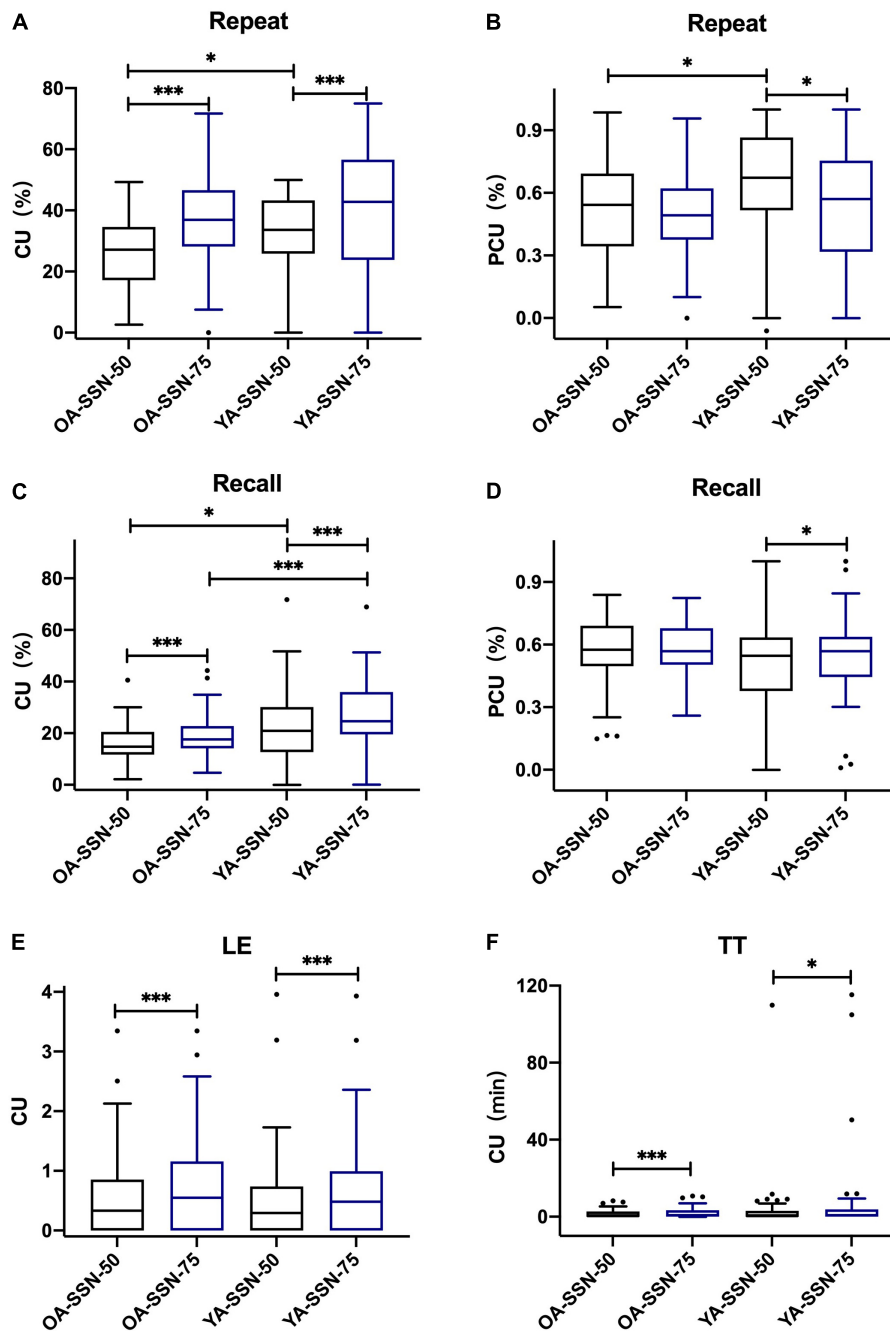 A
Repeat
*
***
***
CU (%)
80
60
40
20
0
OA-SSN-50
OA-SSN-75
YA-SSN-50
YA-SSN-75
B
Repeat
*
*
PCU (%)
0.9
0.6
0.3
0.0
OA-SSN-50
OA-SSN-75
YA-SSN-50
YA-SSN-75
C
Recall
*
***
***
***
CU (%)
80
60
40
20
0
OA-SSN-50
OA-SSN-75
YA-SSN-50
YA-SSN-75
D
Recall
*
PCU (%)
0.9
0.6
0.3
0.0
OA-SSN-50
OA-SSN-75
YA-SSN-50
YA-SSN-75
E
LE
***
***
CU
4
3
2
1
0
OA-SSN-50
OA-SSN-75
YA-SSN-50
YA-SSN-75
F
TT
*
***
CU (min)
120
80
40
0
OA-SSN-50
OA-SSN-75
YA-SSN-50
YA-SSN-75